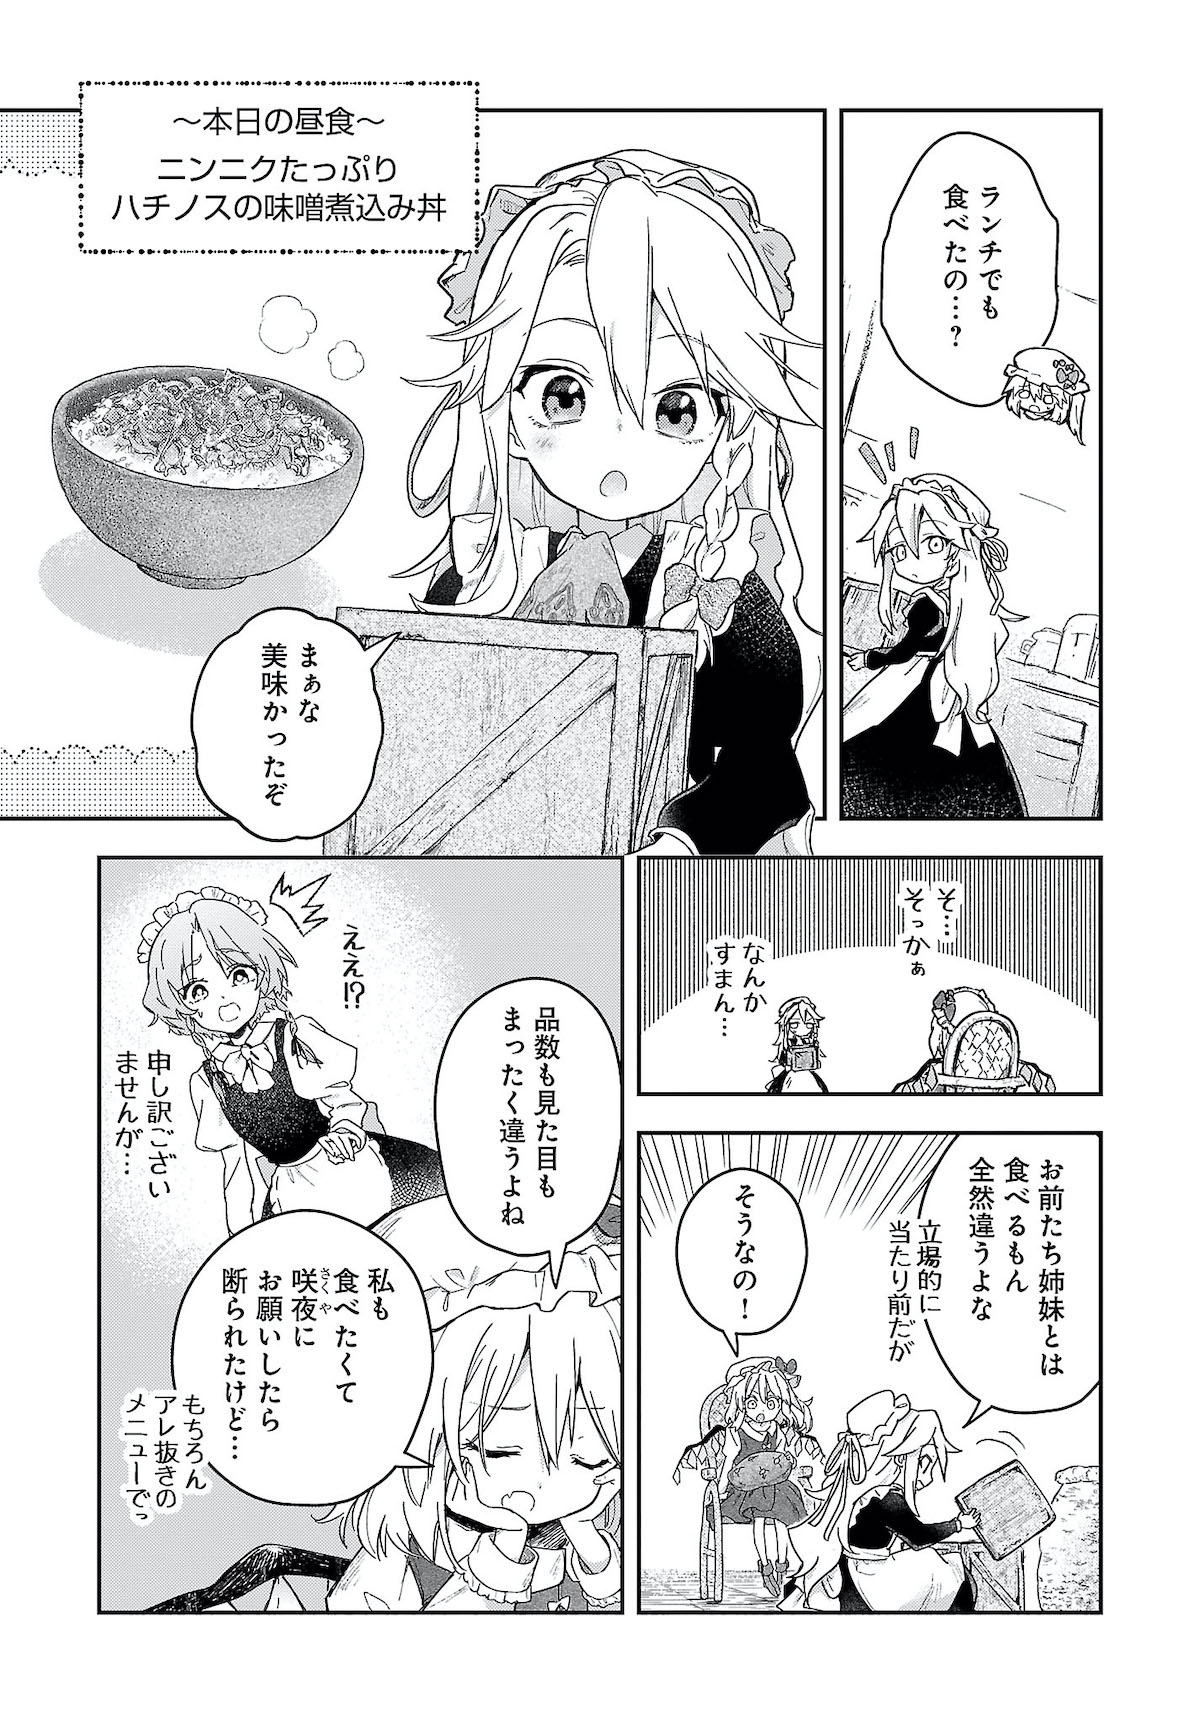 ランチでも
食べたの…?
～本日の昼食～
ニンニクたっぷり
ハチノスの味噌煮込み丼
まぁな
美味かったぞ
そ…
そっかぁ
なんか
すまん…
お前たち姉妹とは
食べるもん
全然違うよな
立場的に
当たり前だが
そうなの!
品数も見た目も
まったく違うよね
ええ!?
申し訳ござい
ませんが…
私も
食べたくて
咲夜に
さくや
お願いしたら
断られたけど…
もちろん
アレ抜きの
メニューでっ